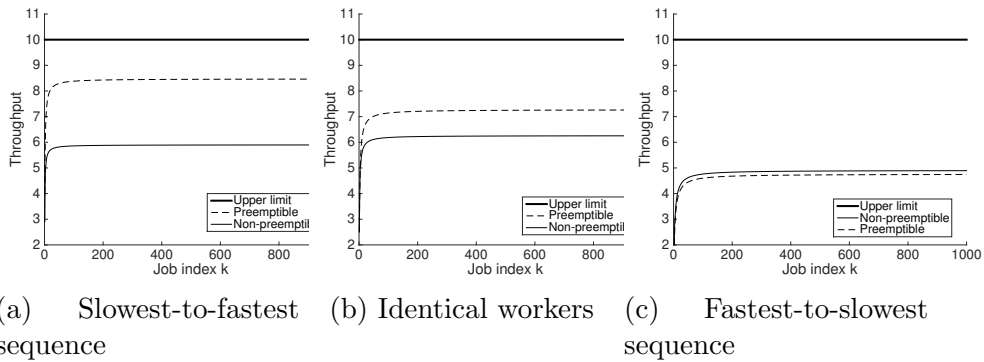 11
10
9
8
7
6
5
4
3
2
Throughput
Upper limit
Preemptible
Non-preemptible
0 200 400 600 800
Job index k
11
10
9
8
7
6
5
4
3
2
Throughput
Upper limit
Preemptible
Non-preemptible
0 200 400 600 800
Job index k
11
10
9
8
7
6
5
4
3
2
Throughput
Upper limit
Non-preemptible
Preemptible
0 200 400 600 800 1000
Job index k
(a) Slowest-to-fastest
sequence
(b) Identical workers
(c) Fastest-to-slowest
sequence